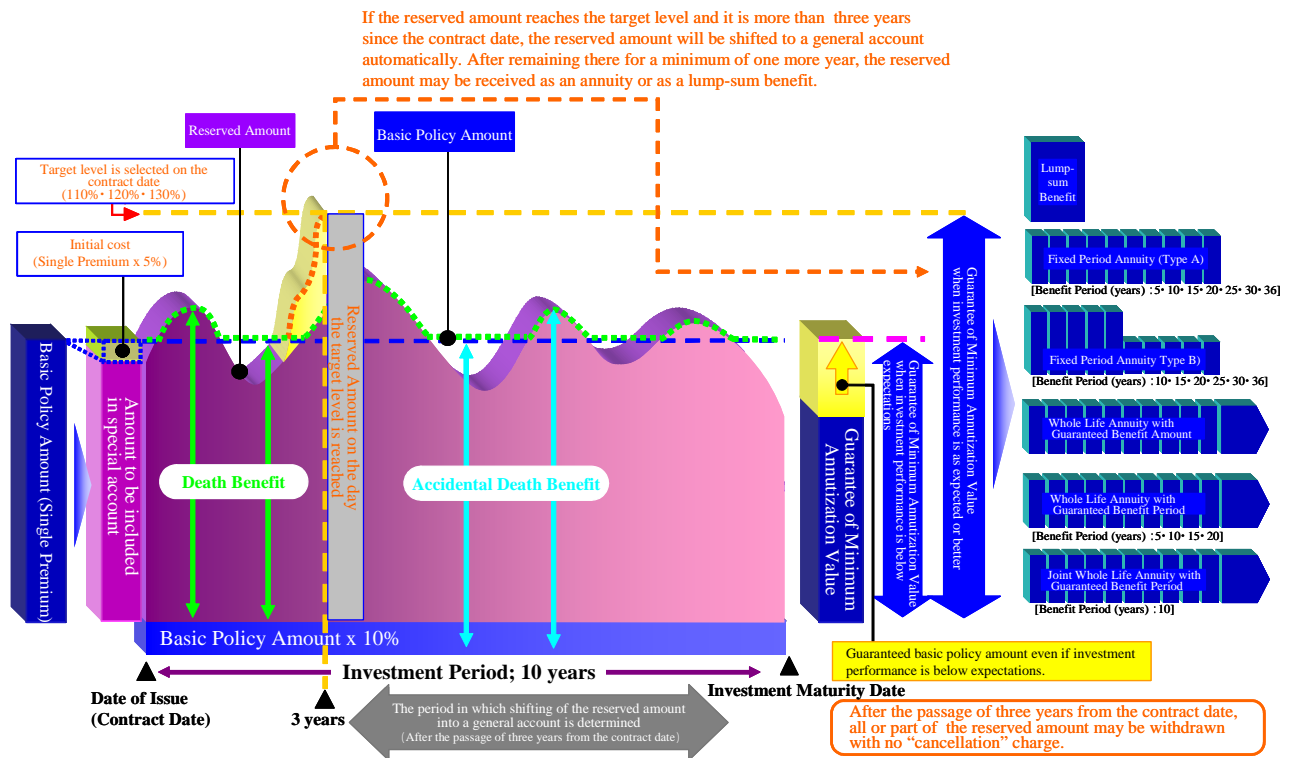 If the reserved amount reaches the target level and it is more than three years
since the contract date, the reserved amount will be shifted to a general account
automatically. After remaining there for a minimum of one more year, the reserved
amount may be received as an annuity or as a lump-sum benefit.
Reserved Amount
Basic Policy Amount
Target level is selected on the
contract date
(110%・120%・130%)
Initial cost
(Single Premium x 5%)
Basic Policy Amount (Single Premium)
Amount to be included
in special account
Reserved Amount on the day
the target level is reached
Death Benefit
Accidental Death Benefit
Basic Policy Amount x 10%
Investment Period; 10 years
Date of Issue
(Contract Date)
3 years
Investment Maturity Date
The period in which shifting of the reserved amount
into a general account is determined
(After the passage of three years from the contract date)
Guarantee of Minimum
Annutization Value
Guarantee of Minimum Annutization Value
when investment performance is below
expectations
Guarantee of Minimum Annutization Value
when investment performance is as expected or better
Lump-
sum
Benefit
Fixed Period Annuity (Type A)
[Benefit Period (years) :5・10・15・20・25・30・36]
Fixed Period Annuity Type B)
[Benefit Period (years) :10・15・20・25・30・36]
Whole Life Annuity with
Guaranteed Benefit Amount
Whole Life Annuity with
Guaranteed Benefit Period
[Benefit Period (years) :5・10・15・20]
Joint Whole Life Annuity with
Guaranteed Benefit Period
[Benefit Period (years) :10]
Guaranteed basic policy amount even if investment
performance is below expectations.
After the passage of three years from the contract date,
all or part of the reserved amount may be withdrawn
with no “cancellation” charge.